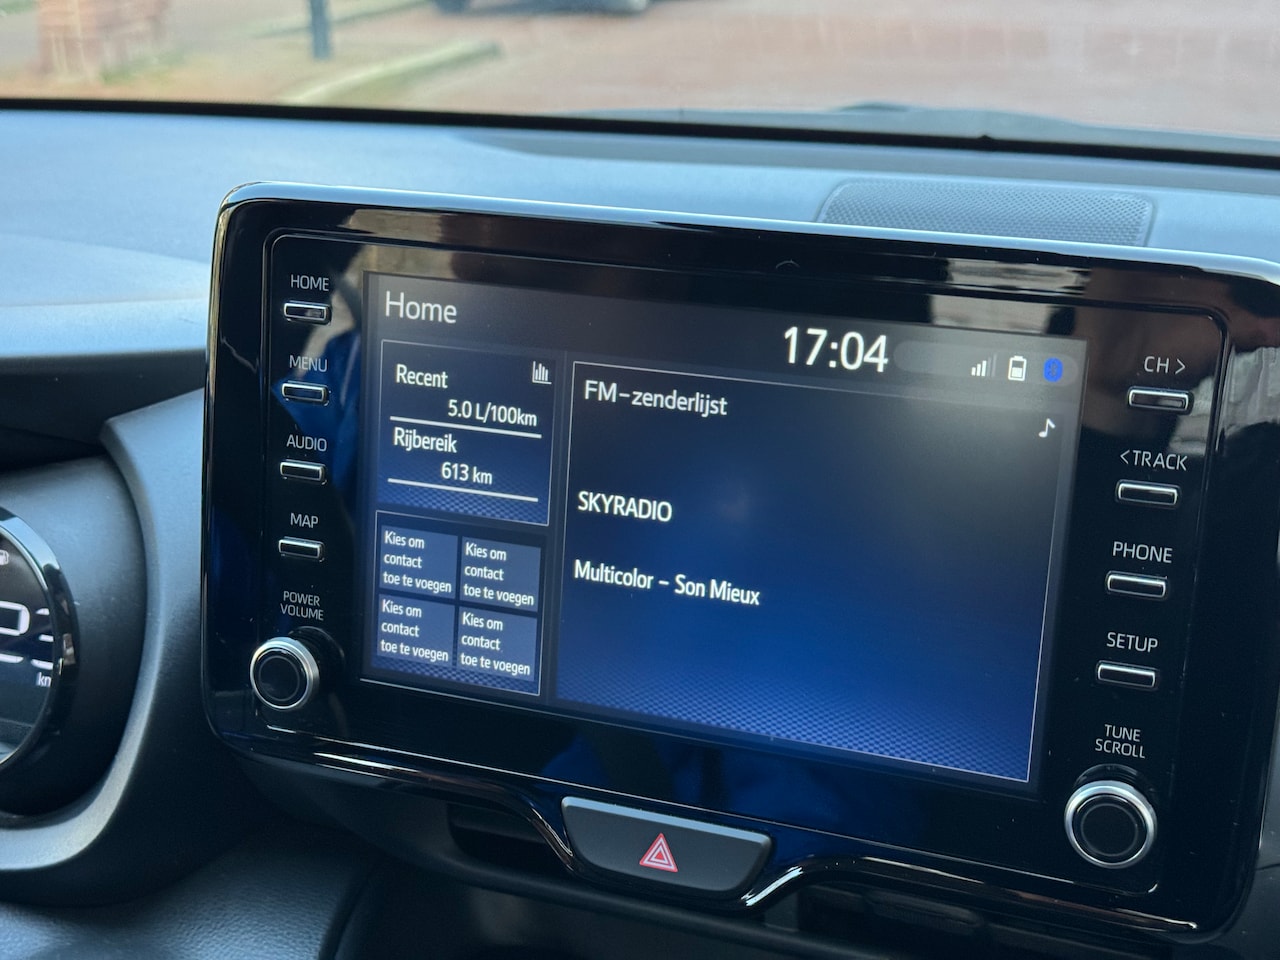 HOME
MENU
AUDIO
MAP
POWER
VOLUME
Home
17:04
Recent
5.0 L/100km
Rijbereik
613 km
Kies om
contact
toe te voegen
Kies om
contact
toe te voegen
Kies om
contact
toe te voegen
Kies om
contact
toe te voegen
FM-zenderlijst
SKYRADIO
Multicolor - Son Mieux
CH >
<TRACK
PHONE
SETUP
TUNE
SCROLL